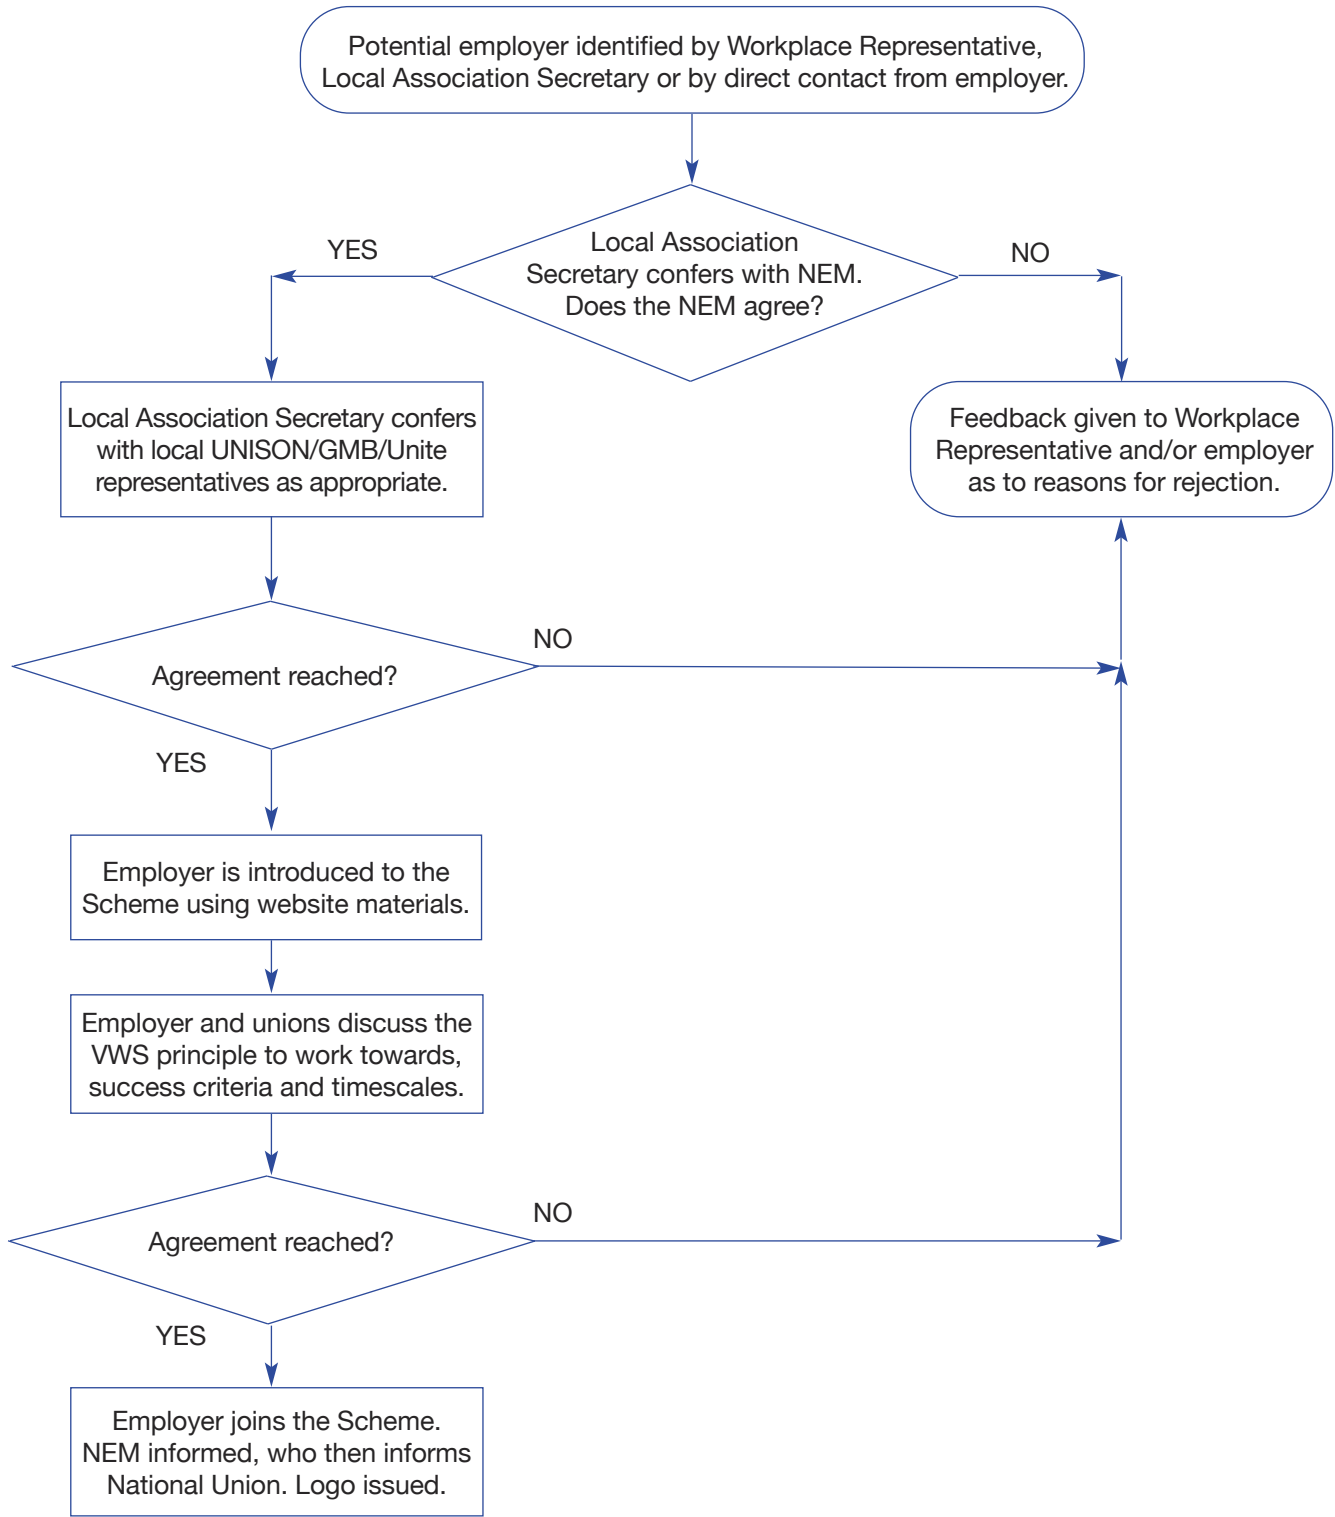 Potential employer identified by Workplace Representative,
Local Association Secretary or by direct contact from employer.
Local Association
Secretary confers with NEM.
Does the NEM agree?
YES
NO
Local Association Secretary confers
with local UNISON/GMB/Unite
representatives as appropriate.
Feedback given to Workplace
Representative and/or employer
as to reasons for rejection.
Agreement reached?
NO
YES
Employer is introduced to the
Scheme using website materials.
Employer and unions discuss the
VWS principle to work towards,
success criteria and timescales.
Agreement reached?
NO
YES
Employer joins the Scheme.
NEM informed, who then informs
National Union. Logo issued.